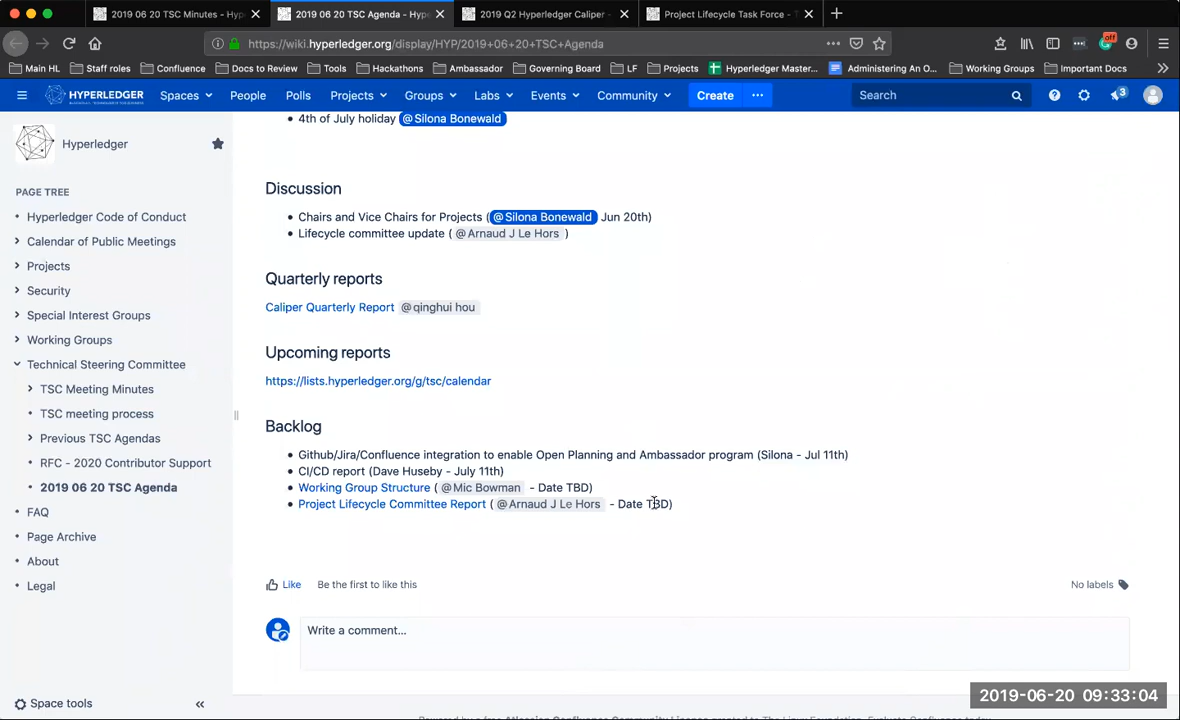 2019 06 20 TSC Minutes - Hype
2019 06 20 TSC Agenda - Hype
2019 Q2 Hyperledger Caliper -
Project Lifecycle Task Force - T
https://wiki.hyperledger.org/display/HYP/2019+06+20+TSC+Agenda
off
Main HL
Staff roles
Confluence
Docs to Review
Tools
Hackathons
Ambassador
Governing Board
LF
Projects
Hyperledger Master...
Administering An O...
Working Groups
Important Docs
HYPERLEDGER
Spaces
People
Polls
Projects
Groups
Labs
Events
Community
Create
Search
3
Hyperledger
PAGE TREE
Hyperledger Code of Conduct
Calendar of Public Meetings
Projects
Security
Special Interest Groups
Working Groups
Technical Steering Committee
TSC Meeting Minutes
TSC meeting process
Previous TSC Agendas
RFC - 2020 Contributor Support
2019 06 20 TSC Agenda
FAQ
Page Archive
About
Legal
Space tools
4th of July holiday @Silona Bonewald
Discussion
Chairs and Vice Chairs for Projects (@Silona Bonewald Jun 20th)
Lifecycle committee update ( @Arnaud J Le Hors )
Quarterly reports
Caliper Quarterly Report @qinghui hou
Upcoming reports
https://lists.hyperledger.org/g/tsc/calendar
Backlog
Github/Jira/Confluence integration to enable Open Planning and Ambassador program (Silona - Jul 11th)
CI/CD report (Dave Huseby - July 11th)
Working Group Structure ( @Mic Bowman - Date TBD)
Project Lifecycle Committee Report ( @Arnaud J Le Hors - Date TBD)
Like
Be the first to like this
No labels
Write a comment...
2019-06-20 09:33:04